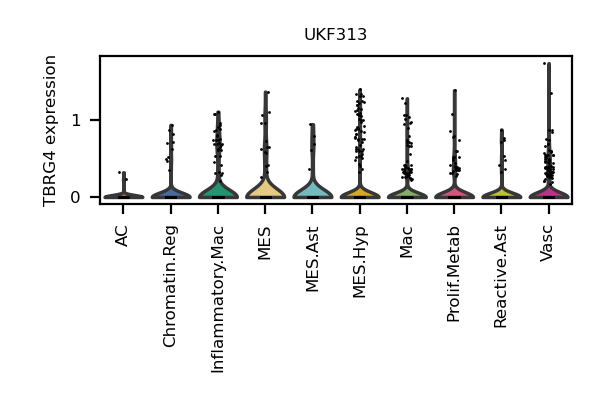 UKF313
TBRG4 expression
1
0
AC
Chromatin.Reg
Inflammatory.Mac
MES
MES.Ast
MES.Hyp
Mac
Prolif.Metab
Reactive.Ast
Vasc